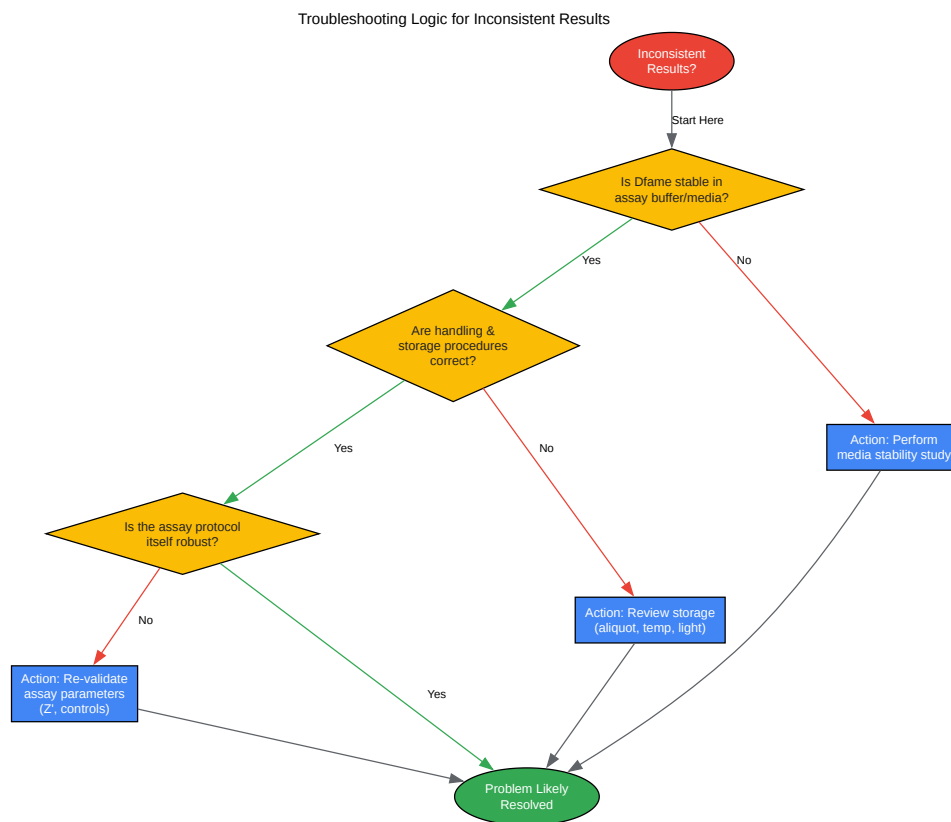 Troubleshooting Logic for Inconsistent Results
Inconsistent
Results?
Start Here
Is Dfame stable in
assay buffer/media?
Yes
No
Are handling &
storage procedures
correct?
Yes
No
Action: Perform
media stability study
Is the assay protocol
itself robust?
No
Yes
Action: Review storage
(aliquot, temp, light)
Action: Re-validate
assay parameters
(Z', controls)
Problem Likely
Resolved